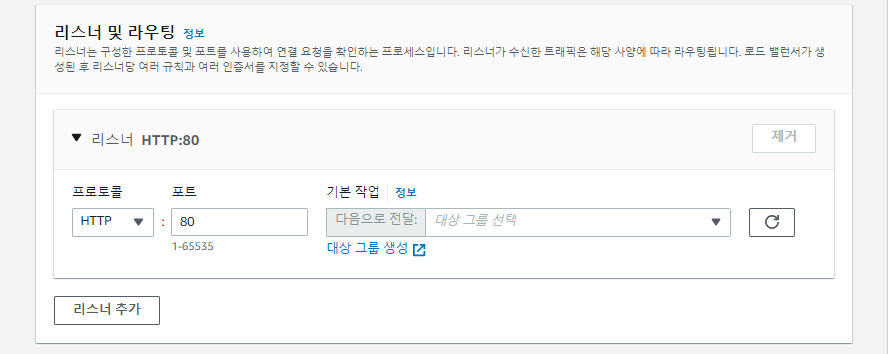 리스너 및 라우팅 정보
리스너는 구성한 프로토콜 및 포트를 사용하여 연결 요청을 확인하는 프로세스입니다. 리스너가 수신한 트래픽은 해당 사양에 따라 라우팅됩니다. 로드 밸런서가 생
성된 후 리스너당 여러 규칙과 여러 인증서를 지정할 수 있습니다.
리스너 HTTP:80
제거
프로토콜 포트 기본 작업 정보
HTTP : 80 다음으로 전달: 대상 그룹 선택
1-65535 대상 그룹 생성
리스너 추가